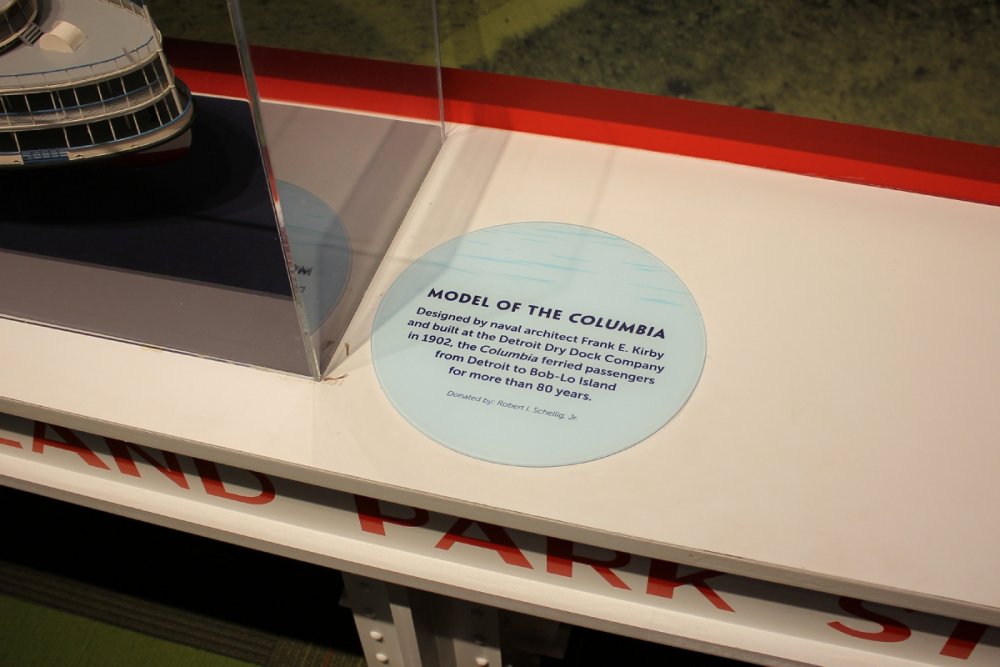 MODEL OF THE COLUMBIA
Designed by naval architect Frank E. Kirby
and built at the Detroit Dry Dock Company
in 1902, the Columbia ferried passengers
from Detroit to Bob-Lo Island
for more than 80 years.
Donated by: Robert I. Schellig, Jr.
LAND PARK S